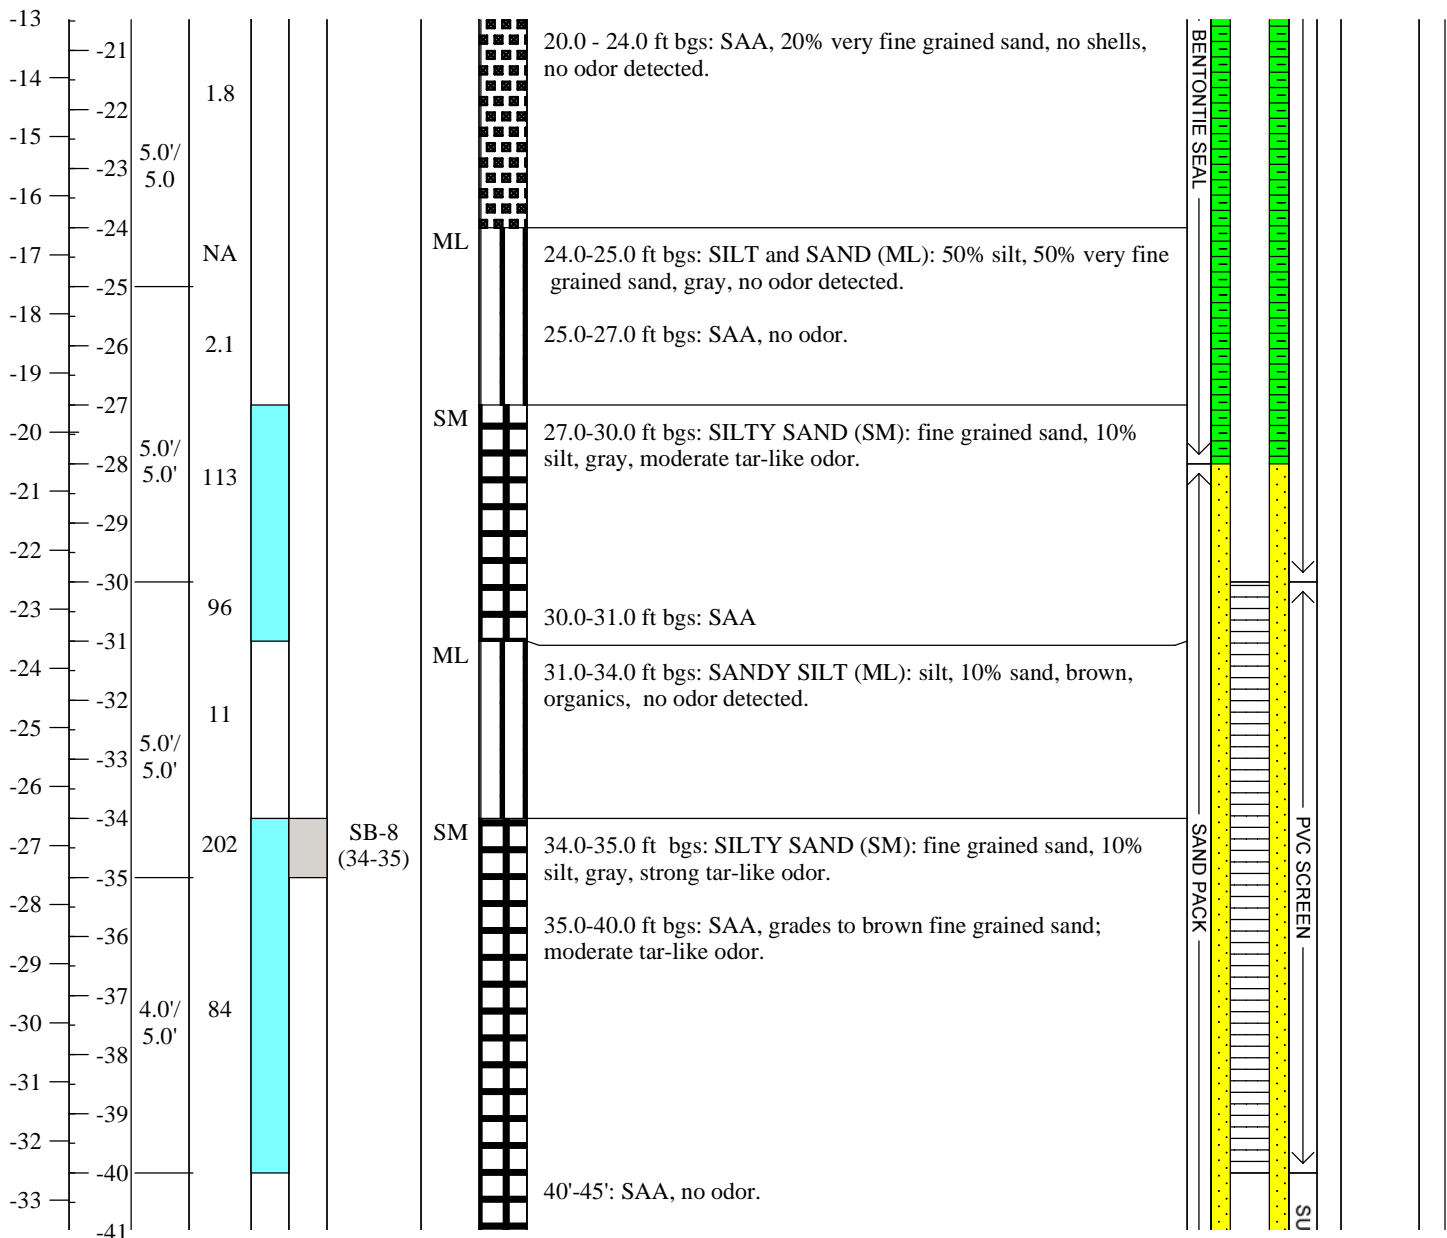 -13
-14
-15
-16
-17
-18
-19
-20
-21
-22
-23
-24
-25
-26
-27
-28
-29
-30
-31
-32
-33
-21
-22
-23
-24
-25
-26
-27
-28
-29
-30
-31
-32
-33
-34
-35
-36
-37
-38
-39
-40
-41
5.0'/
5.0
5.0'/
5.0'
5.0'/
5.0'
4.0'/
5.0'
1.8
NA
2.1
113
96
11
202
84
SB-8
(34-35)
ML
SM
ML
SM
20.0 - 24.0 ft bgs: SAA, 20% very fine grained sand, no shells,
no odor detected.
24.0-25.0 ft bgs: SILT and SAND (ML): 50% silt, 50% very fine
grained sand, gray, no odor detected.
25.0-27.0 ft bgs: SAA, no odor.
27.0-30.0 ft bgs: SILTY SAND (SM): fine grained sand, 10%
silt, gray, moderate tar-like odor.
30.0-31.0 ft bgs: SAA
31.0-34.0 ft bgs: SANDY SILT (ML): silt, 10% sand, brown,
organics, no odor detected.
34.0-35.0 ft bgs: SILTY SAND (SM): fine grained sand, 10%
silt, gray, strong tar-like odor.
35.0-40.0 ft bgs: SAA, grades to brown fine grained sand;
moderate tar-like odor.
40'-45': SAA, no odor.
BENTONTIE SEAL
SAND PACK
PVC SCREEN
SU